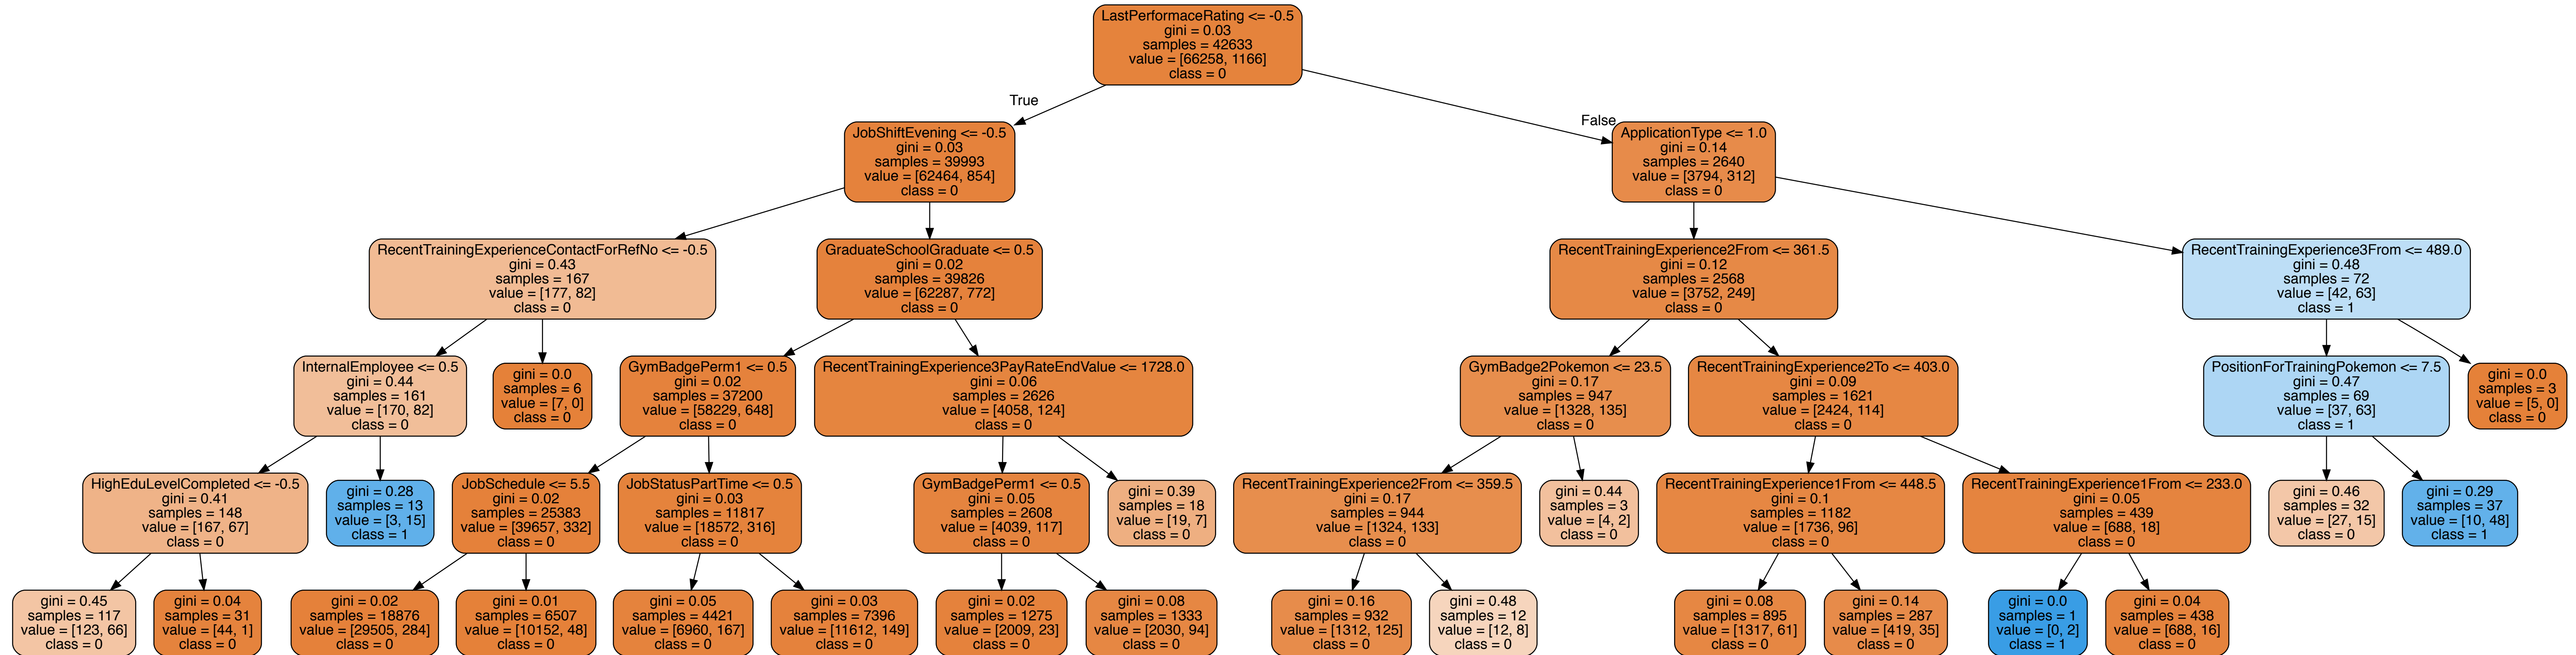 LastPerformaceRating <= -0.5
gini = 0.03
samples = 42633
value = [66258, 1166]
class = 0
True
False
JobShiftEvening <= -0.5
gini = 0.03
samples = 39993
value = [62464, 854]
class = 0
ApplicationType <= 1.0
gini = 0.14
samples = 2640
value = [3794, 312]
class = 0
RecentTrainingExperienceContactForRefNo <= -0.5
gini = 0.43
samples = 167
value = [177, 82]
class = 0
GraduateSchoolGraduate <= 0.5
gini = 0.02
samples = 39826
value = [62287, 772]
class = 0
RecentTrainingExperience2From <= 361.5
gini = 0.12
samples = 2568
value = [3752, 249]
class = 0
RecentTrainingExperience3From <= 489.0
gini = 0.48
samples = 72
value = [42, 63]
class = 1
InternalEmployee <= 0.5
gini = 0.44
samples = 161
value = [170, 82]
class = 0
gini = 0.0
samples = 6
value = [7, 0]
class = 0
GymBadgePerm1 <= 0.5
gini = 0.02
samples = 37200
value = [58229, 648]
class = 0
RecentTrainingExperience3PayRateEndValue <= 1728.0
gini = 0.06
samples = 2626
value = [4058, 124]
class = 0
GymBadge2Pokemon <= 23.5
gini = 0.17
samples = 947
value = [1328, 135]
class = 0
RecentTrainingExperience2To <= 403.0
gini = 0.09
samples = 1621
value = [2424, 114]
class = 0
PositionForTrainingPokemon <= 7.5
gini = 0.47
samples = 69
value = [37, 63]
class = 1
gini = 0.0
samples = 3
value = [5, 0]
class = 0
HighEduLevelCompleted <= -0.5
gini = 0.41
samples = 148
value = [167, 67]
class = 0
gini = 0.28
samples = 13
value = [3, 15]
class = 1
JobSchedule <= 5.5
gini = 0.02
samples = 25383
value = [39657, 332]
class = 0
JobStatusPartTime <= 0.5
gini = 0.03
samples = 11817
value = [18572, 316]
class = 0
GymBadgePerm1 <= 0.5
gini = 0.05
samples = 2608
value = [4039, 117]
class = 0
gini = 0.39
samples = 18
value = [19, 7]
class = 0
RecentTrainingExperience2From <= 359.5
gini = 0.17
samples = 944
value = [1324, 133]
class = 0
gini = 0.44
samples = 3
value = [4, 2]
class = 0
RecentTrainingExperience1From <= 448.5
gini = 0.1
samples = 1182
value = [1736, 96]
class = 0
RecentTrainingExperience1From <= 233.0
gini = 0.05
samples = 439
value = [688, 18]
class = 0
gini = 0.46
samples = 32
value = [27, 15]
class = 0
gini = 0.29
samples = 37
value = [10, 48]
class = 1
gini = 0.45
samples = 117
value = [123, 66]
class = 0
gini = 0.04
samples = 31
value = [44, 1]
class = 0
gini = 0.02
samples = 18876
value = [29505, 284]
class = 0
gini = 0.01
samples = 6507
value = [10152, 48]
class = 0
gini = 0.05
samples = 4421
value = [6960, 167]
class = 0
gini = 0.03
samples = 7396
value = [11612, 149]
class = 0
gini = 0.02
samples = 1275
value = [2009, 23]
class = 0
gini = 0.08
samples = 1333
value = [2030, 94]
class = 0
gini = 0.16
samples = 932
value = [1312, 125]
class = 0
gini = 0.48
samples = 12
value = [12, 8]
class = 0
gini = 0.08
samples = 895
value = [1317, 61]
class = 0
gini = 0.14
samples = 287
value = [419, 35]
class = 0
gini = 0.0
samples = 1
value = [0, 2]
class = 1
gini = 0.04
samples = 438
value = [688, 16]
class = 0